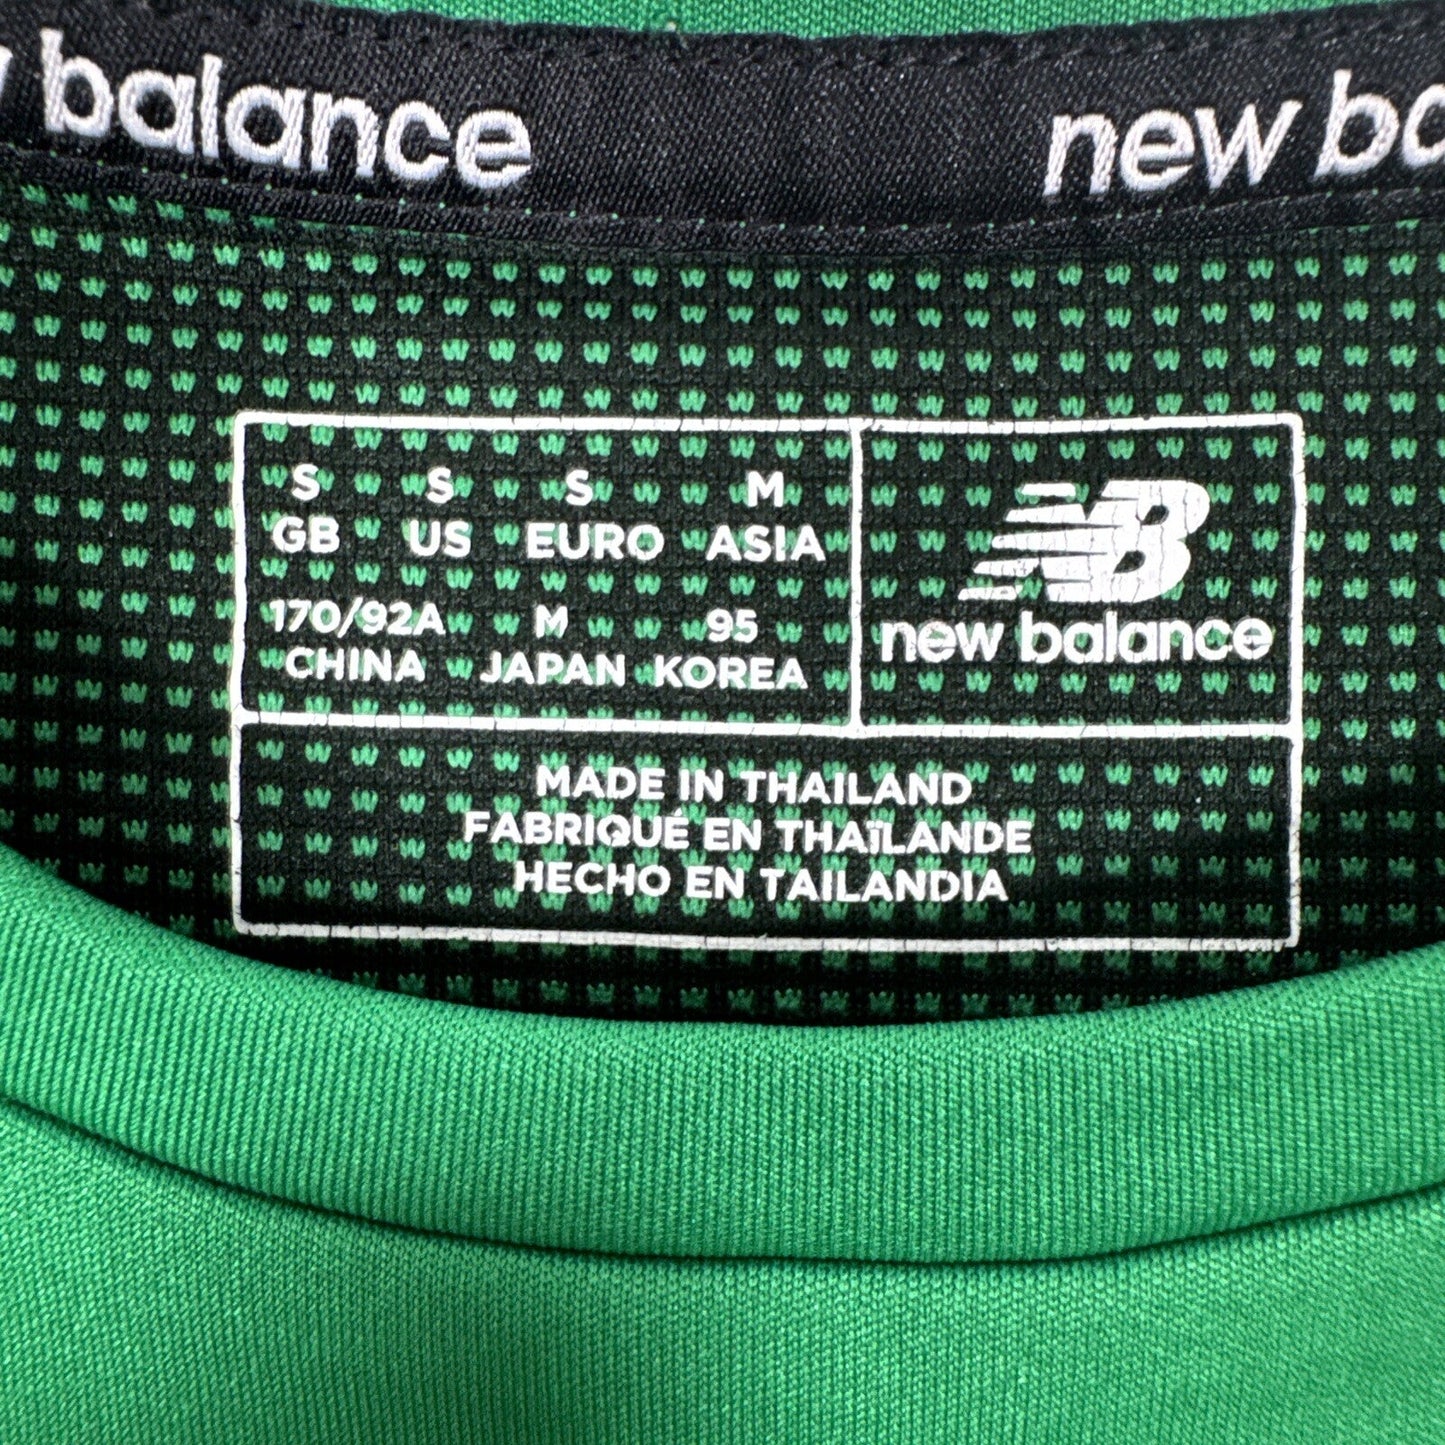 balance new ba
S S S M
GB US EURO ASIA
170/92A M 95
CHINA JAPAN KOREA
NB
new balance
MADE IN THAILAND
FABRIQUÉ EN THAÏLANDE
HECHO EN TAILANDIA